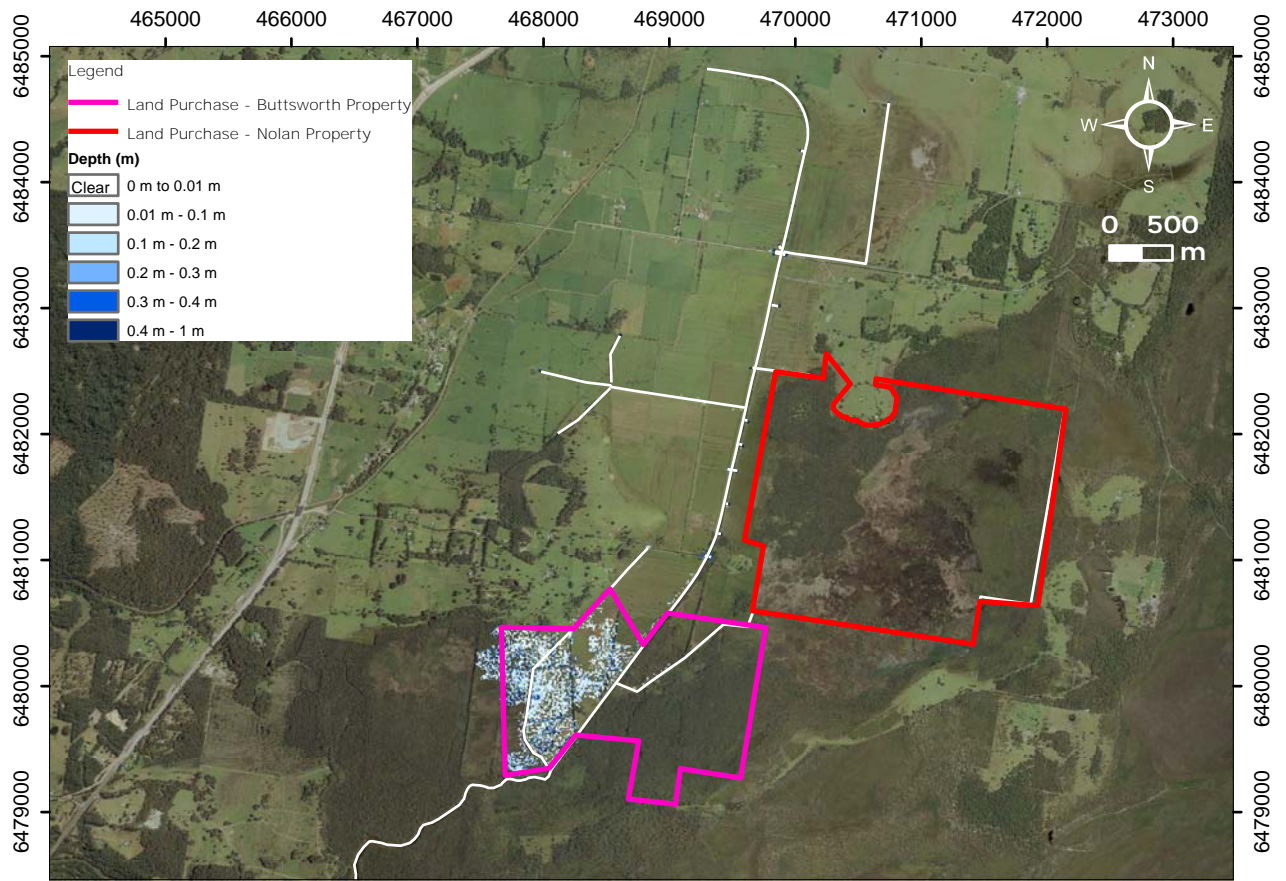 465000 466000 467000 468000 469000 470000 471000 472000 473000
6485000 6485000
Legend
Land Purchase - Buttsworth Property
Land Purchase - Nolan Property
Depth (m)
Clear 0 m to 0.01 m
0.01 m - 0.1 m
0.1 m - 0.2 m
0.2 m - 0.3 m
0.3 m - 0.4 m
0.4 m - 1 m
N
W E
S
0 500
m
6484000 6484000
6483000 6483000
6482000 6482000
6481000 6481000
6480000 6480000
6479000 6479000